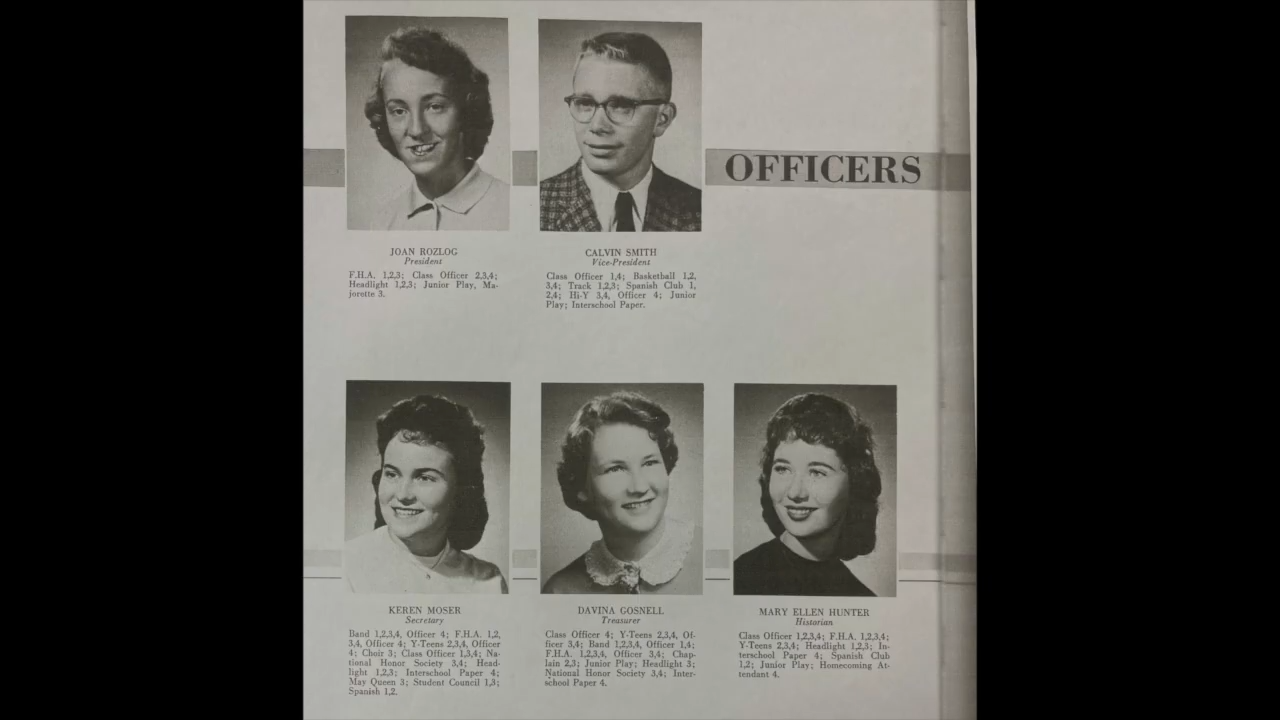 OFFICERS
JOAN ROZLOG
President
F.H.A. 1,2,3; Class Officer 2,3,4;
Headlight 1,2,3; Junior Play, Ma-
jorette 3.
CALVIN SMITH
Vice-President
Class Officer 1,4; Basketball 1,2,
3,4; Track 1,2,3; Spanish Club 1,
2,4; Hi-Y 3,4, Officer 4; Junior
Play; Interschool Paper.
KEREN MOSER
Secretary
Band 1,2,3,4, Officer 4; F.H.A. 1,2,
3,4, Officer 4; Y-Teens 2,3,4, Officer
4; Choir 3; Class Officer 1,3,4; Na-
tional Honor Society 3,4; Head-
light 1,2,3; Interschool Paper 4;
May Queen 3; Student Council 1,3;
Spanish 1,2.
DAVINA GOSNELL
Treasurer
Class Officer 4; Y-Teens 2,3,4, Of-
ficer 3,4; Band 1,2,3,4, Officer 1,4;
F.H.A. 1,2,3,4, Officer 3,4; Chap-
lain 2,3; Junior Play; Headlight 3;
National Honor Society 3,4; Inter-
school Paper 4.
MARY ELLEN HUNTER
Historian
Class Officer 1,2,3,4; F.H.A. 1,2,3,4;
Y-Teens 2,3,4; Headlight 1,2,3; In-
terschool Paper 4; Spanish Club
1,2; Junior Play; Homecoming At-
tendant 4.